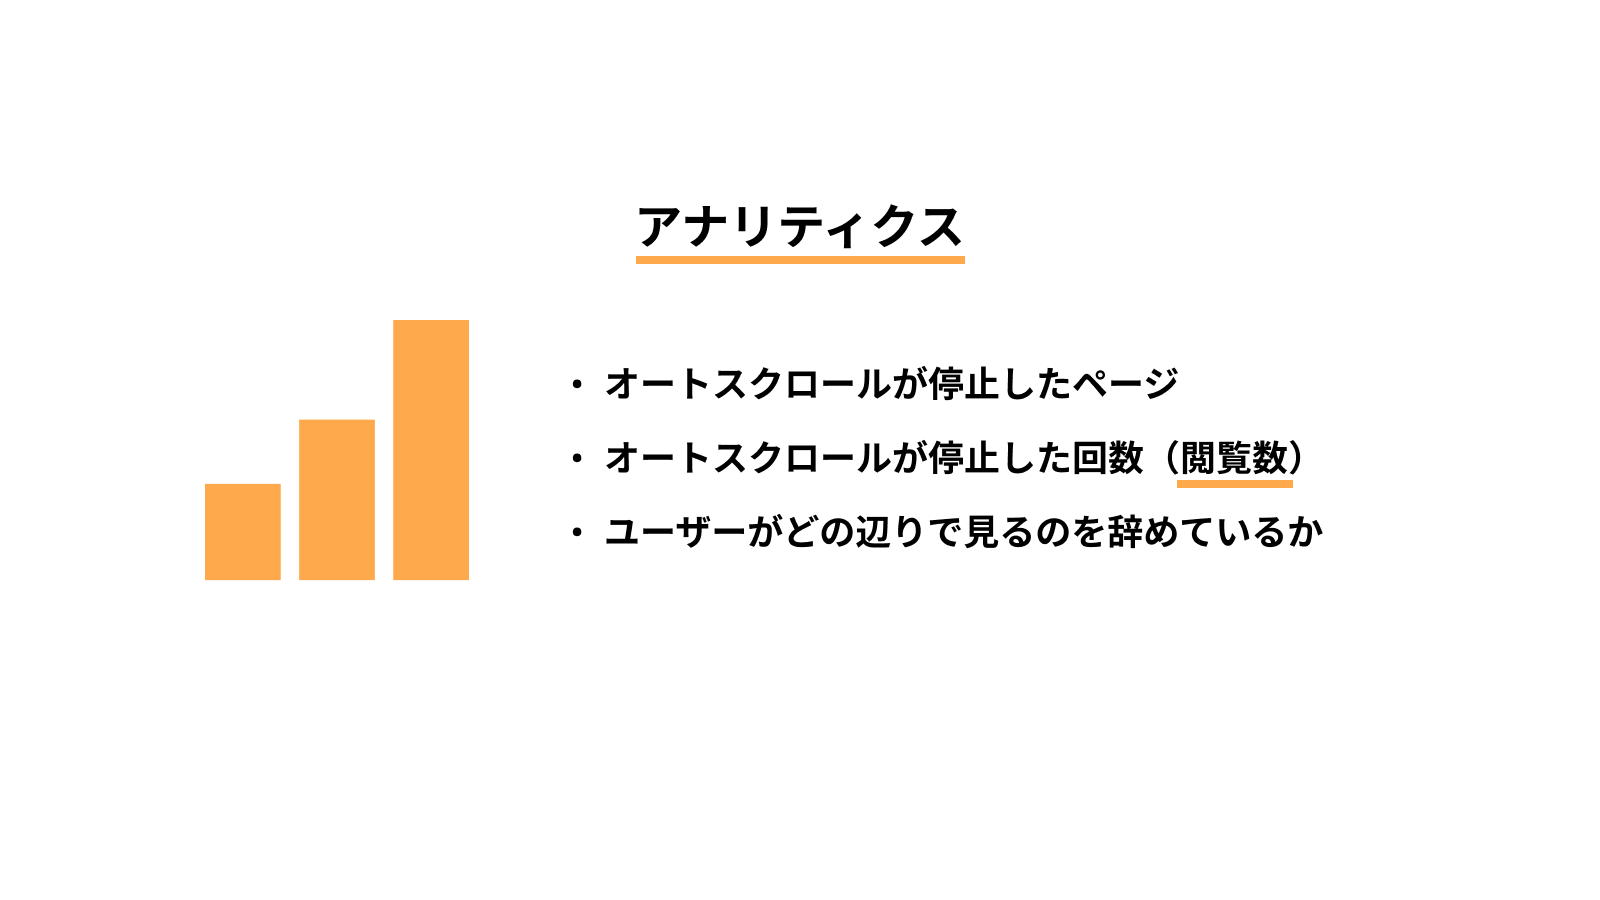 アナリティクス
・オートスクロールが停止したページ
・オートスクロールが停止した回数（閲覧数）
・ユーザーがどの辺りで見るのを辞めているか